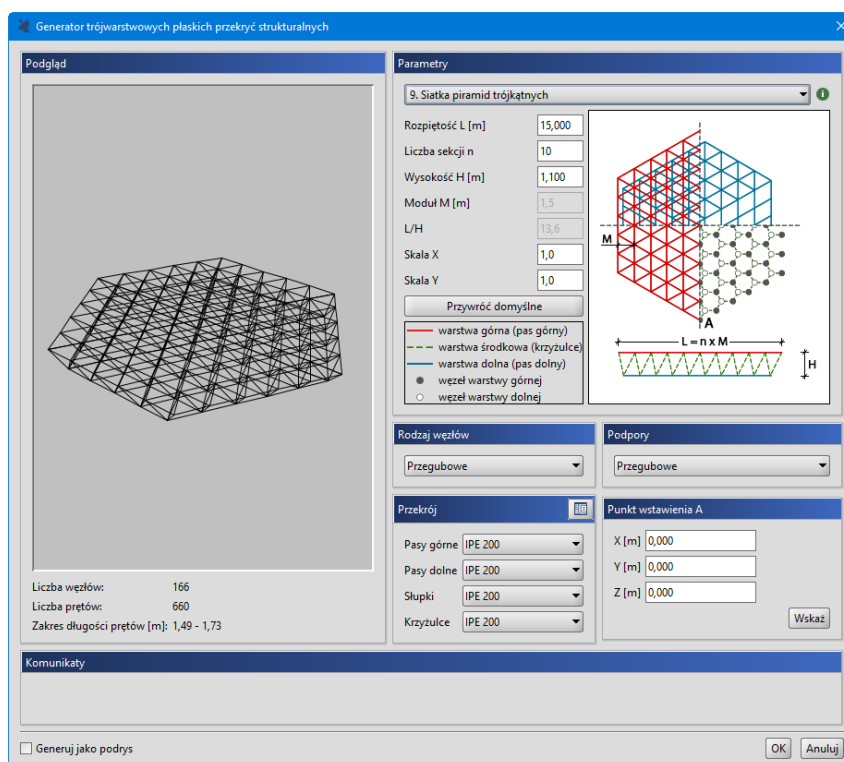 Generator trójwarstwowych płaskich przekryć strukturalnych
Podgląd
Liczba węzłów: 166
Liczba prętów: 660
Zakres długości prętów [m]: 1,49 - 1,73
Parametry
9. Siatka piramid trójkątnych
Rozpiętość L [m] 15,000
Liczba sekcji n 10
Wysokość H [m] 1,100
Moduł M [m] 1,5
L/H 13,6
Skala X 1,0
Skala Y 1,0
Przywróć domyślne
warstwa górna (pas górny)
warstwa środkowa (krzyżulce)
warstwa dolna (pas dolny)
węzeł warstwy górnej
węzeł warstwy dolnej
M
A
L = n x M
H
Rodzaj węzłów
Przegubowe
Podpory
Przegubowe
Przekrój
Pasy górne IPE 200
Pasy dolne IPE 200
Słupki IPE 200
Krzyżulce IPE 200
Punkt wstawienia A
X [m] 0,000
Y [m] 0,000
Z [m] 0,000
Wskaż
Komunikaty
Generuj jako podrys
OK
Anuluj